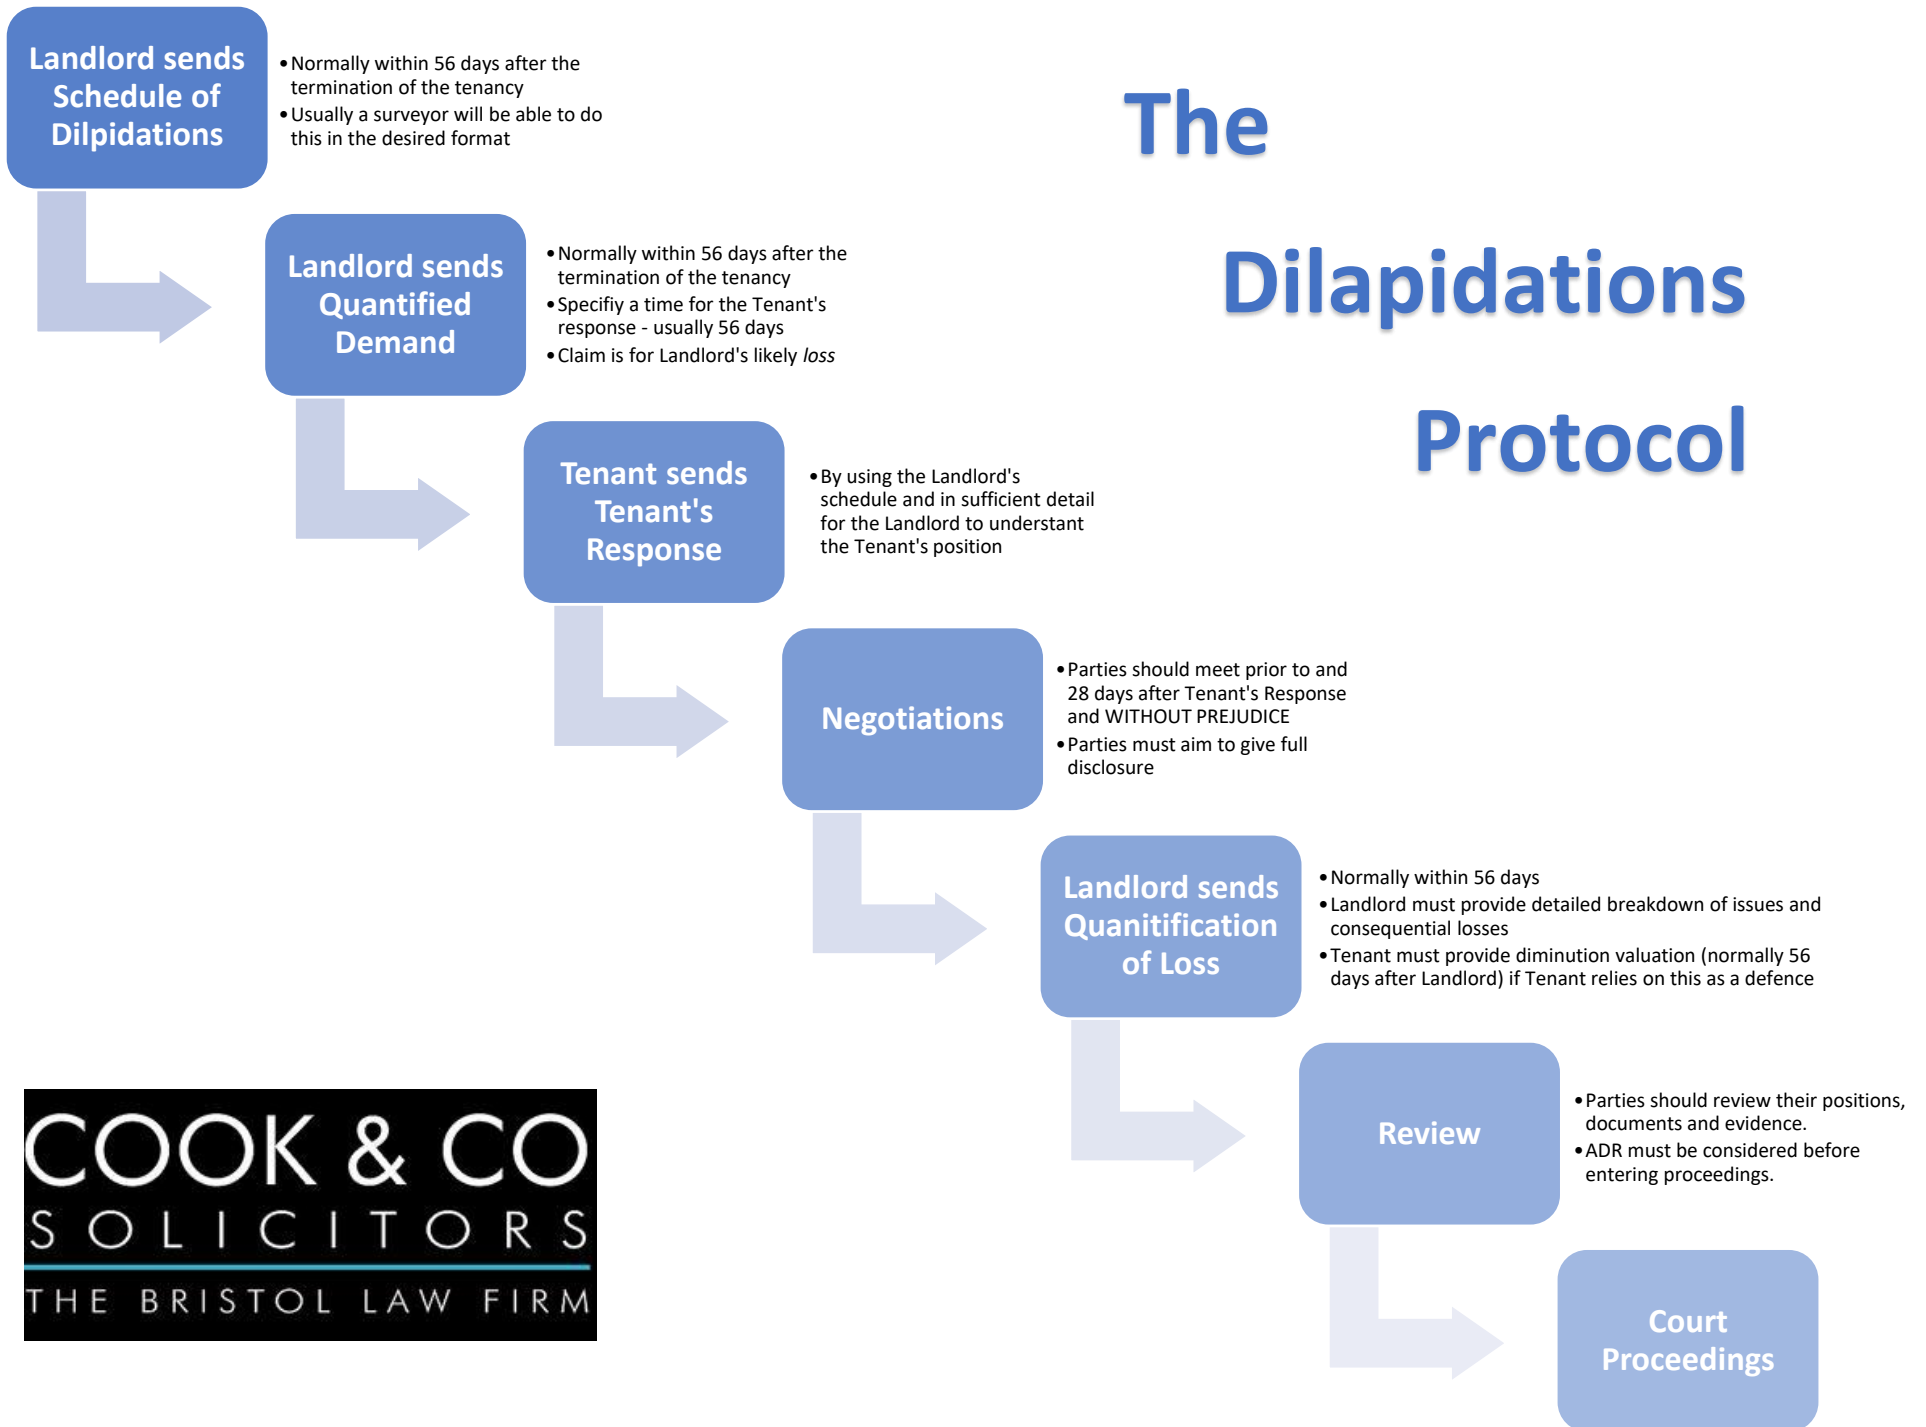 The
Dilapidations
Protocol
Landlord sends
Schedule of
Dilpidations
•Normally within 56 days after the
termination of the tenancy
•Usually a surveyor will be able to do
this in the desired format
Landlord sends
Quantified
Demand
•Normally within 56 days after the
termination of the tenancy
•Specifiy a time for the Tenant's
response - usually 56 days
•Claim is for Landlord's likely loss
Tenant sends
Tenant's
Response
•By using the Landlord's
schedule and in sufficient detail
for the Landlord to understant
the Tenant's position
Negotiations
•Parties should meet prior to and
28 days after Tenant's Response
and WITHOUT PREJUDICE
•Parties must aim to give full
disclosure
Landlord sends
Quanitification
of Loss
•Normally within 56 days
•Landlord must provide detailed breakdown of issues and
consequential losses
•Tenant must provide diminution valuation (normally 56
days after Landlord) if Tenant relies on this as a defence
Review
•Parties should review their positions,
documents and evidence.
•ADR must be considered before
entering proceedings.
Court
Proceedings
COOK & CO
SOLICITORS
THE BRISTOL LAW FIRM